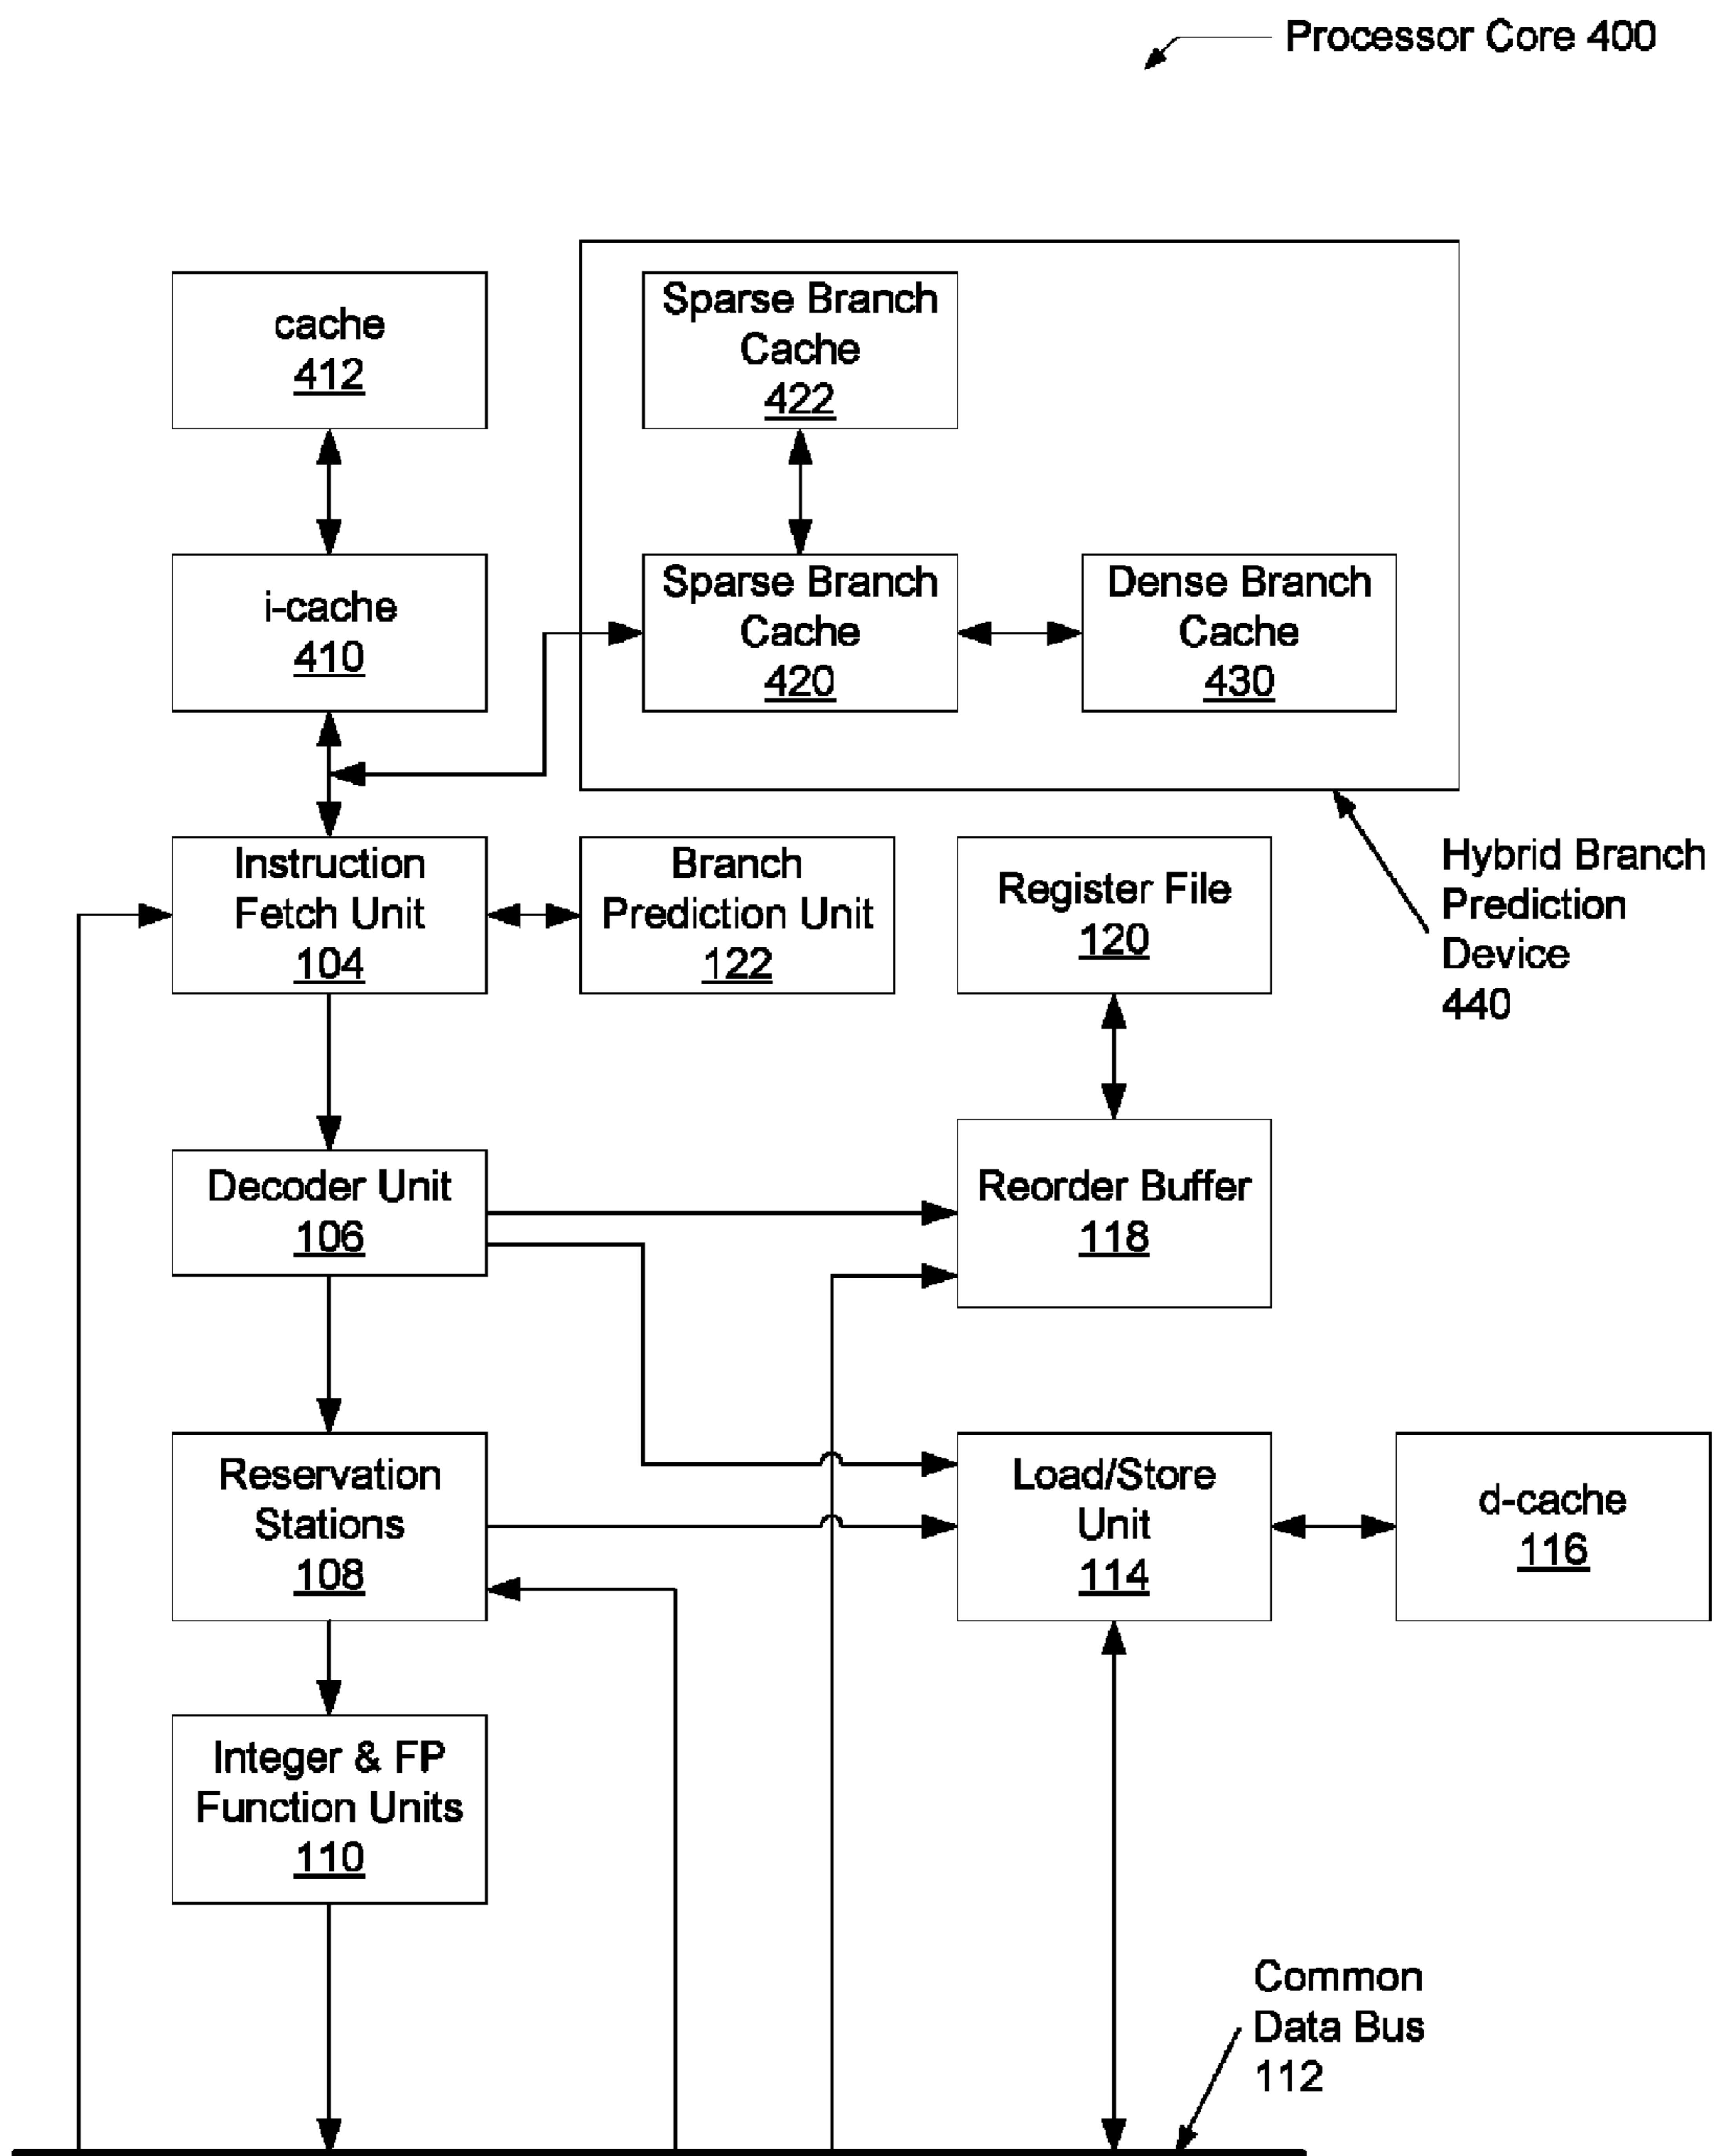 Processor Core 400
cache
412
Sparse Branch
Cache
422
i-cache
410
Sparse Branch
Cache
420
Dense Branch
Cache
430
Instruction
Fetch Unit
104
Branch
Prediction Unit
122
Register File
120
Hybrid Branch
Prediction
Device
440
Decoder Unit
106
Reorder Buffer
118
Reservation
Stations
108
Load/Store
Unit
114
d-cache
116
Integer & FP
Function Units
110
Common
Data Bus
112